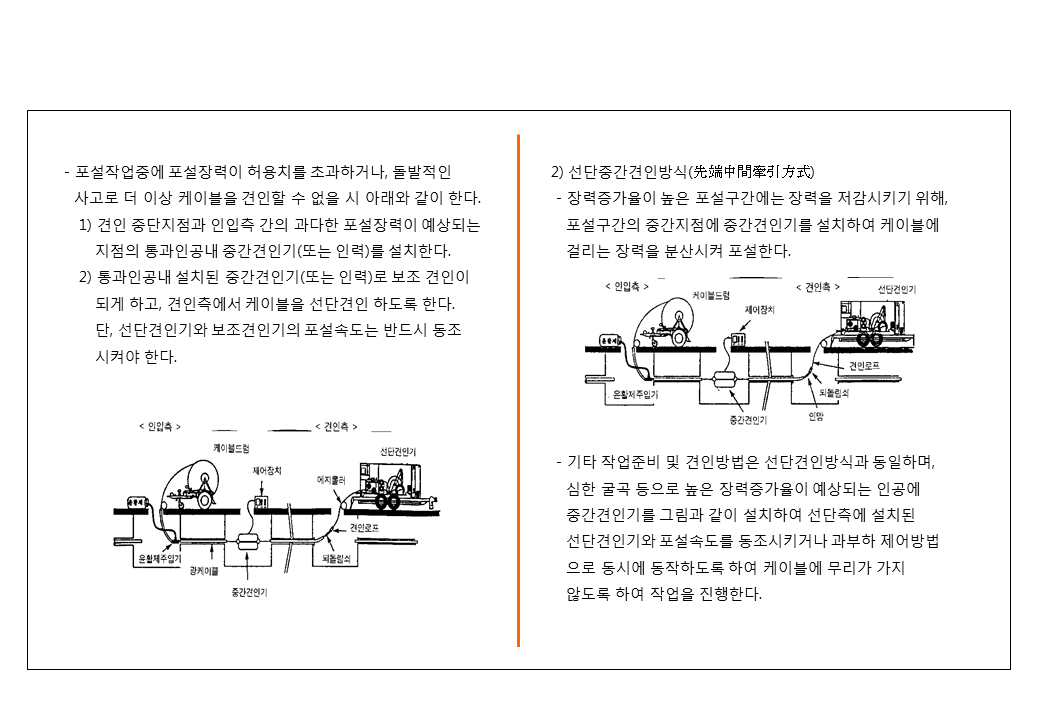 - 포설작업중에 포설장력이 허용치를 초과하거나, 돌발적인
사고로 더 이상 케이블을 견인할 수 없을 시 아래와 같이 한다.
1) 견인 중단지점과 인입측 간의 과다한 포설장력이 예상되는
지점의 통과인공내 중간견인기(또는 인력)를 설치한다.
2) 통과인공내 설치된 중간견인기(또는 인력)로 보조 견인이
되게 하고, 견인측에서 케이블을 선단견인 하도록 한다.
단, 선단견인기와 보조견인기의 포설속도는 반드시 동조
시켜야 한다.
< 인입측 >
< 견인측 >
케이블드럼
선단견인기
제어장치
에지롤러
윤활제
견인로프
윤활제주입기
되돌림쇠
광케이블
중간견인기
2) 선단중간견인방식(先端中間牽引方式)
- 장력증가율이 높은 포설구간에는 장력을 저감시키기 위해,
포설구간의 중간지점에 중간견인기를 설치하여 케이블에
걸리는 장력을 분산시켜 포설한다.
< 인입측 >
< 견인측 >
선단견인기
케이블드럼
제어장치
윤활제
견인로프
윤활제주입기
되돌림쇠
인망
중간견인기
- 기타 작업준비 및 견인방법은 선단견인방식과 동일하며,
심한 굴곡 등으로 높은 장력증가율이 예상되는 인공에
중간견인기를 그림과 같이 설치하여 선단측에 설치된
선단견인기와 포설속도를 동조시키거나 과부하 제어방법
으로 동시에 동작하도록 하여 케이블에 무리가 가지
않도록 하여 작업을 진행한다.